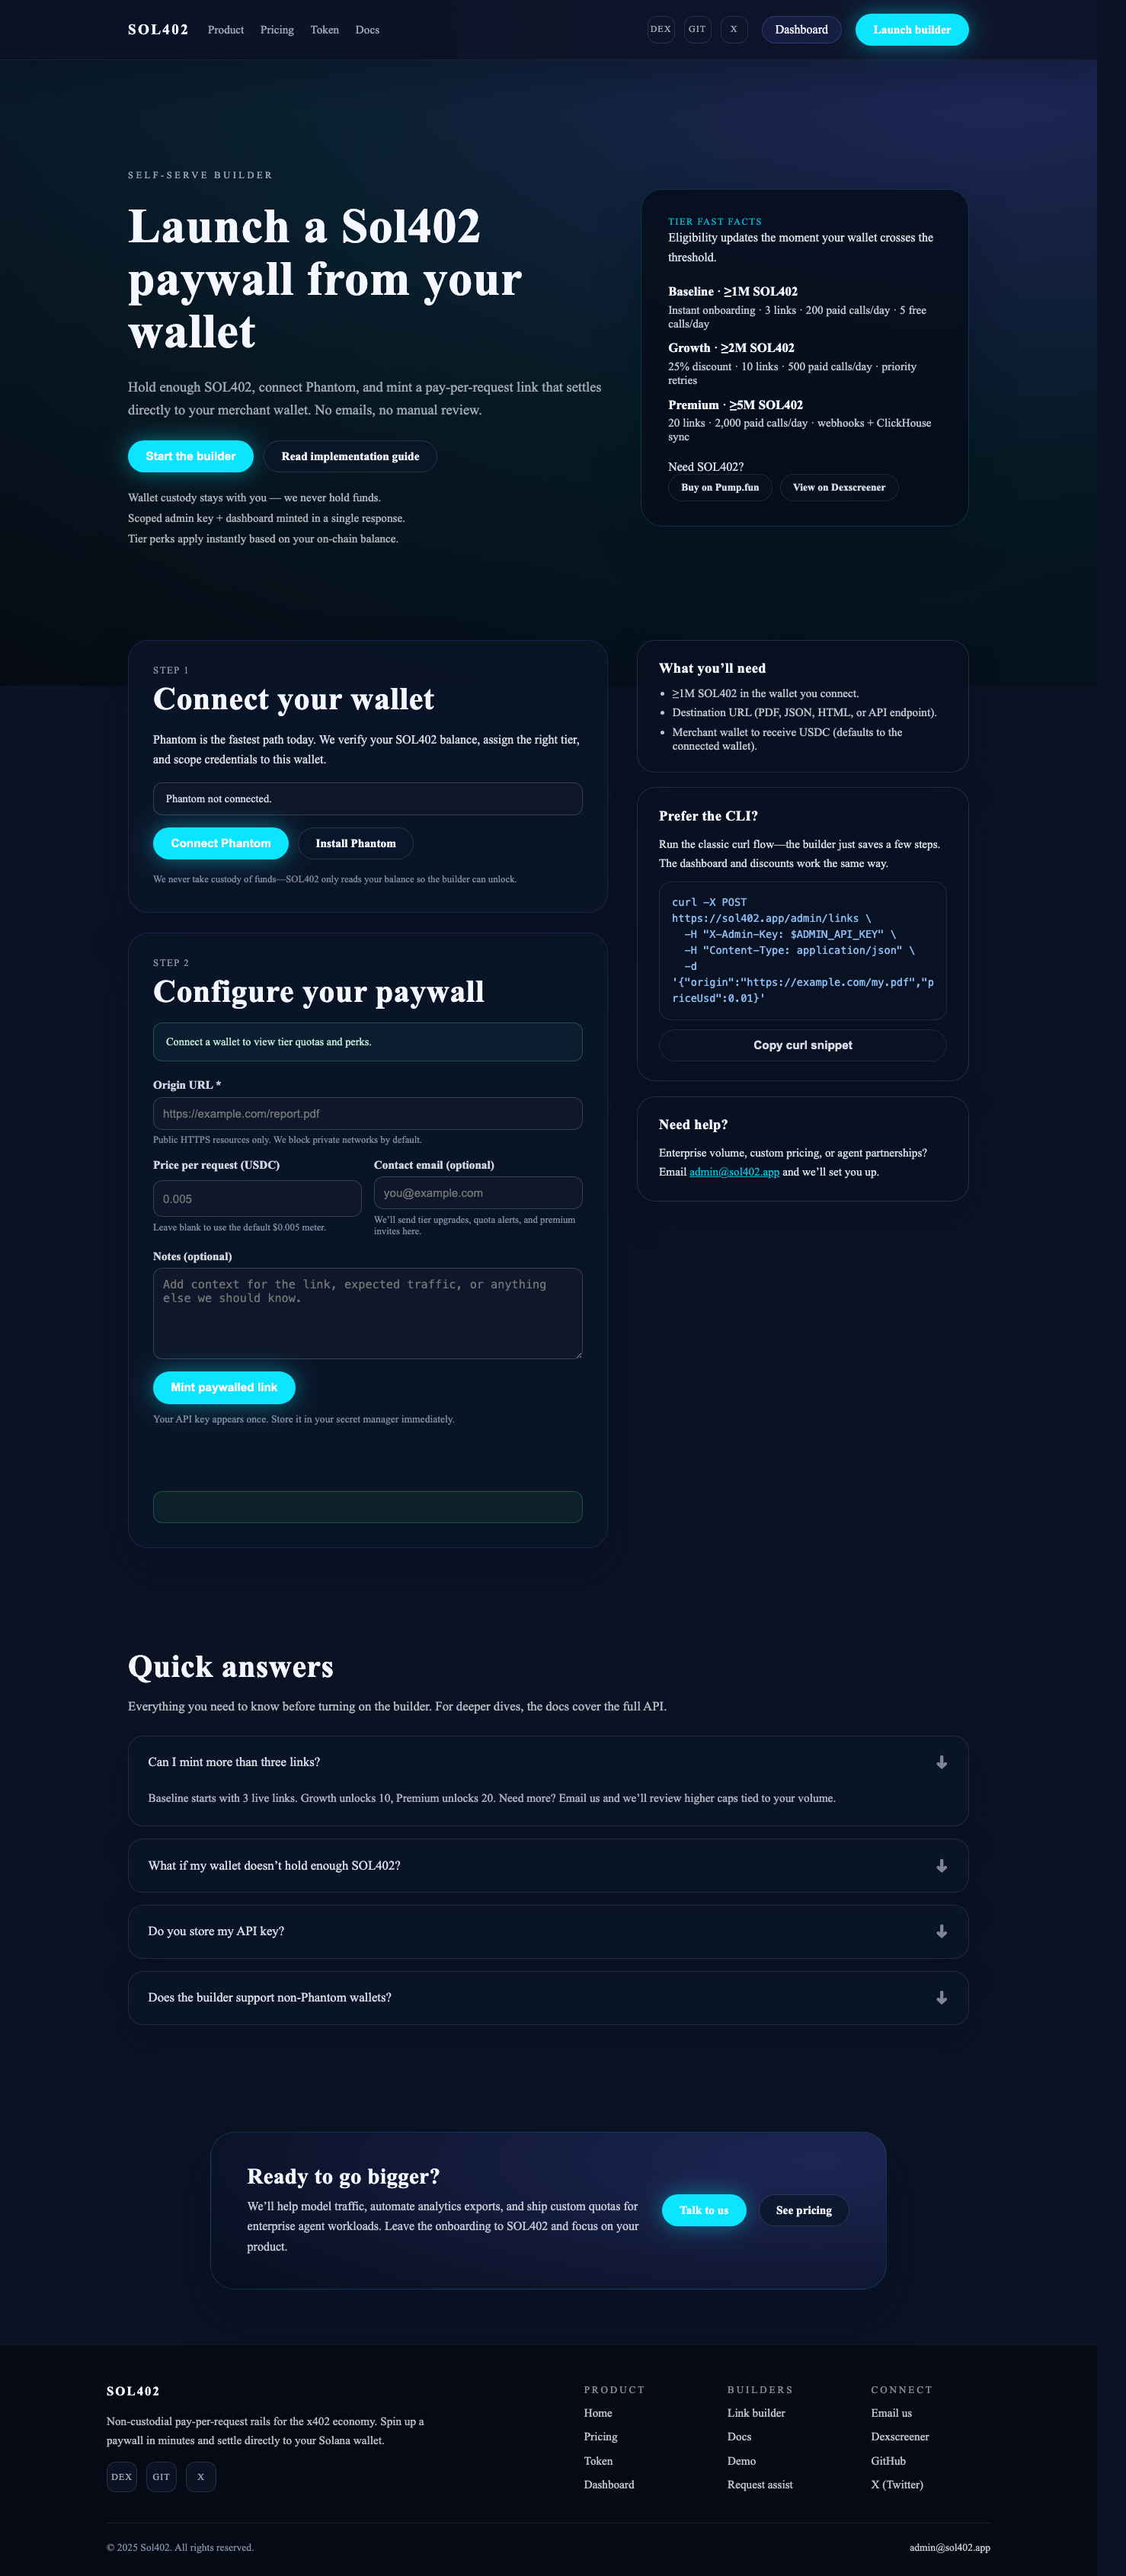 SOL402
Product
Pricing
Token
Docs
DEX
GIT
X
Dashboard
Launch builder
SELF-SERVE BUILDER
Launch a Sol402
paywall from your
wallet
Hold enough SOL402, connect Phantom, and mint a pay-per-request link that settles
directly to your merchant wallet. No emails, no manual review.
Start the builder
Read implementation guide
Wallet custody stays with you — we never hold funds.
Scoped admin key + dashboard minted in a single response.
Tier perks apply instantly based on your on-chain balance.
TIER FAST FACTS
Eligibility updates the moment your wallet crosses the
threshold.
Baseline · ≥1M SOL402
Instant onboarding · 3 links · 200 paid calls/day · 5 free
calls/day
Growth · ≥2M SOL402
25% discount · 10 links · 500 paid calls/day · priority
retries
Premium · ≥5M SOL402
20 links · 2,000 paid calls/day · webhooks + ClickHouse
sync
Need SOL402?
Buy on Pump.fun
View on Dexscreener
STEP 1
Connect your wallet
Phantom is the fastest path today. We verify your SOL402 balance, assign the right tier,
and scope credentials to this wallet.
Phantom not connected.
Connect Phantom
Install Phantom
We never take custody of funds—SOL402 only reads your balance so the builder can unlock.
STEP 2
Configure your paywall
Connect a wallet to view tier quotas and perks.
Origin URL *
https://example.com/report.pdf
Public HTTPS resources only. We block private networks by default.
Price per request (USDC)
0.005
Leave blank to use the default $0.005 meter.
Contact email (optional)
you@example.com
We’ll send tier upgrades, quota alerts, and premium
invites here.
Notes (optional)
Add context for the link, expected traffic, or anything
else we should know.
Mint paywalled link
Your API key appears once. Store it in your secret manager immediately.
What you’ll need
• ≥1M SOL402 in the wallet you connect.
• Destination URL (PDF, JSON, HTML, or API endpoint).
• Merchant wallet to receive USDC (defaults to the
connected wallet).
Prefer the CLI?
Run the classic curl flow—the builder just saves a few steps.
The dashboard and discounts work the same way.
curl -X POST
https://sol402.app/admin/links \
-H "X-Admin-Key: $ADMIN_API_KEY" \
-H "Content-Type: application/json" \
-d
'{"origin":"https://example.com/my.pdf","p
riceUsd":0.01}'
Copy curl snippet
Need help?
Enterprise volume, custom pricing, or agent partnerships?
Email admin@sol402.app and we’ll set you up.
Quick answers
Everything you need to know before turning on the builder. For deeper dives, the docs cover the full API.
Can I mint more than three links?
Baseline starts with 3 live links. Growth unlocks 10, Premium unlocks 20. Need more? Email us and we’ll review higher caps tied to your volume.
What if my wallet doesn’t hold enough SOL402?
Do you store my API key?
Does the builder support non-Phantom wallets?
Ready to go bigger?
We’ll help model traffic, automate analytics exports, and ship custom quotas for
enterprise agent workloads. Leave the onboarding to SOL402 and focus on your
product.
Talk to us
See pricing
SOL402
Non-custodial pay-per-request rails for the x402 economy. Spin up a
paywall in minutes and settle directly to your Solana wallet.
DEX
GIT
X
PRODUCT
Home
Pricing
Token
Dashboard
BUILDERS
Link builder
Docs
Demo
Request assist
CONNECT
Email us
Dexscreener
GitHub
X (Twitter)
© 2025 Sol402. All rights reserved.
admin@sol402.app